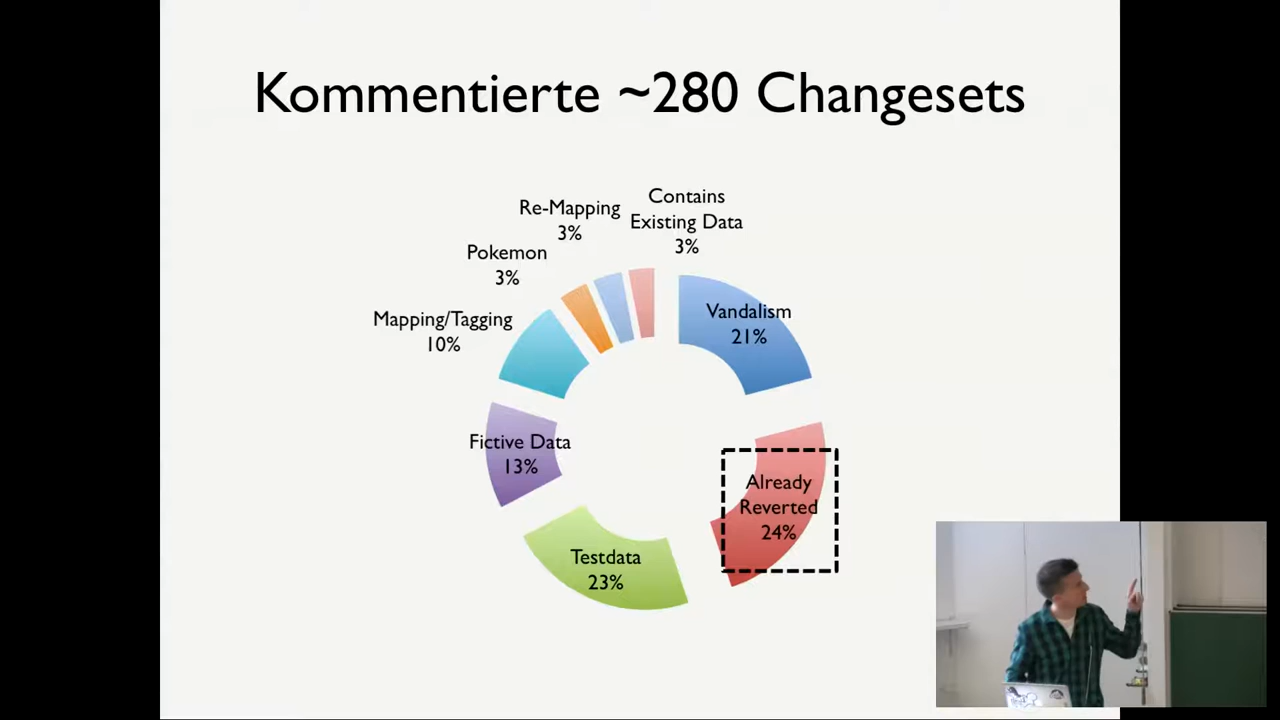 Kommentierte ~280 Changesets
Contains
Existing Data
3%
Re-Mapping
3%
Pokemon
3%
Mapping/Tagging
10%
Vandalism
21%
Fictive Data
13%
Already
Reverted
24%
Testdata
23%